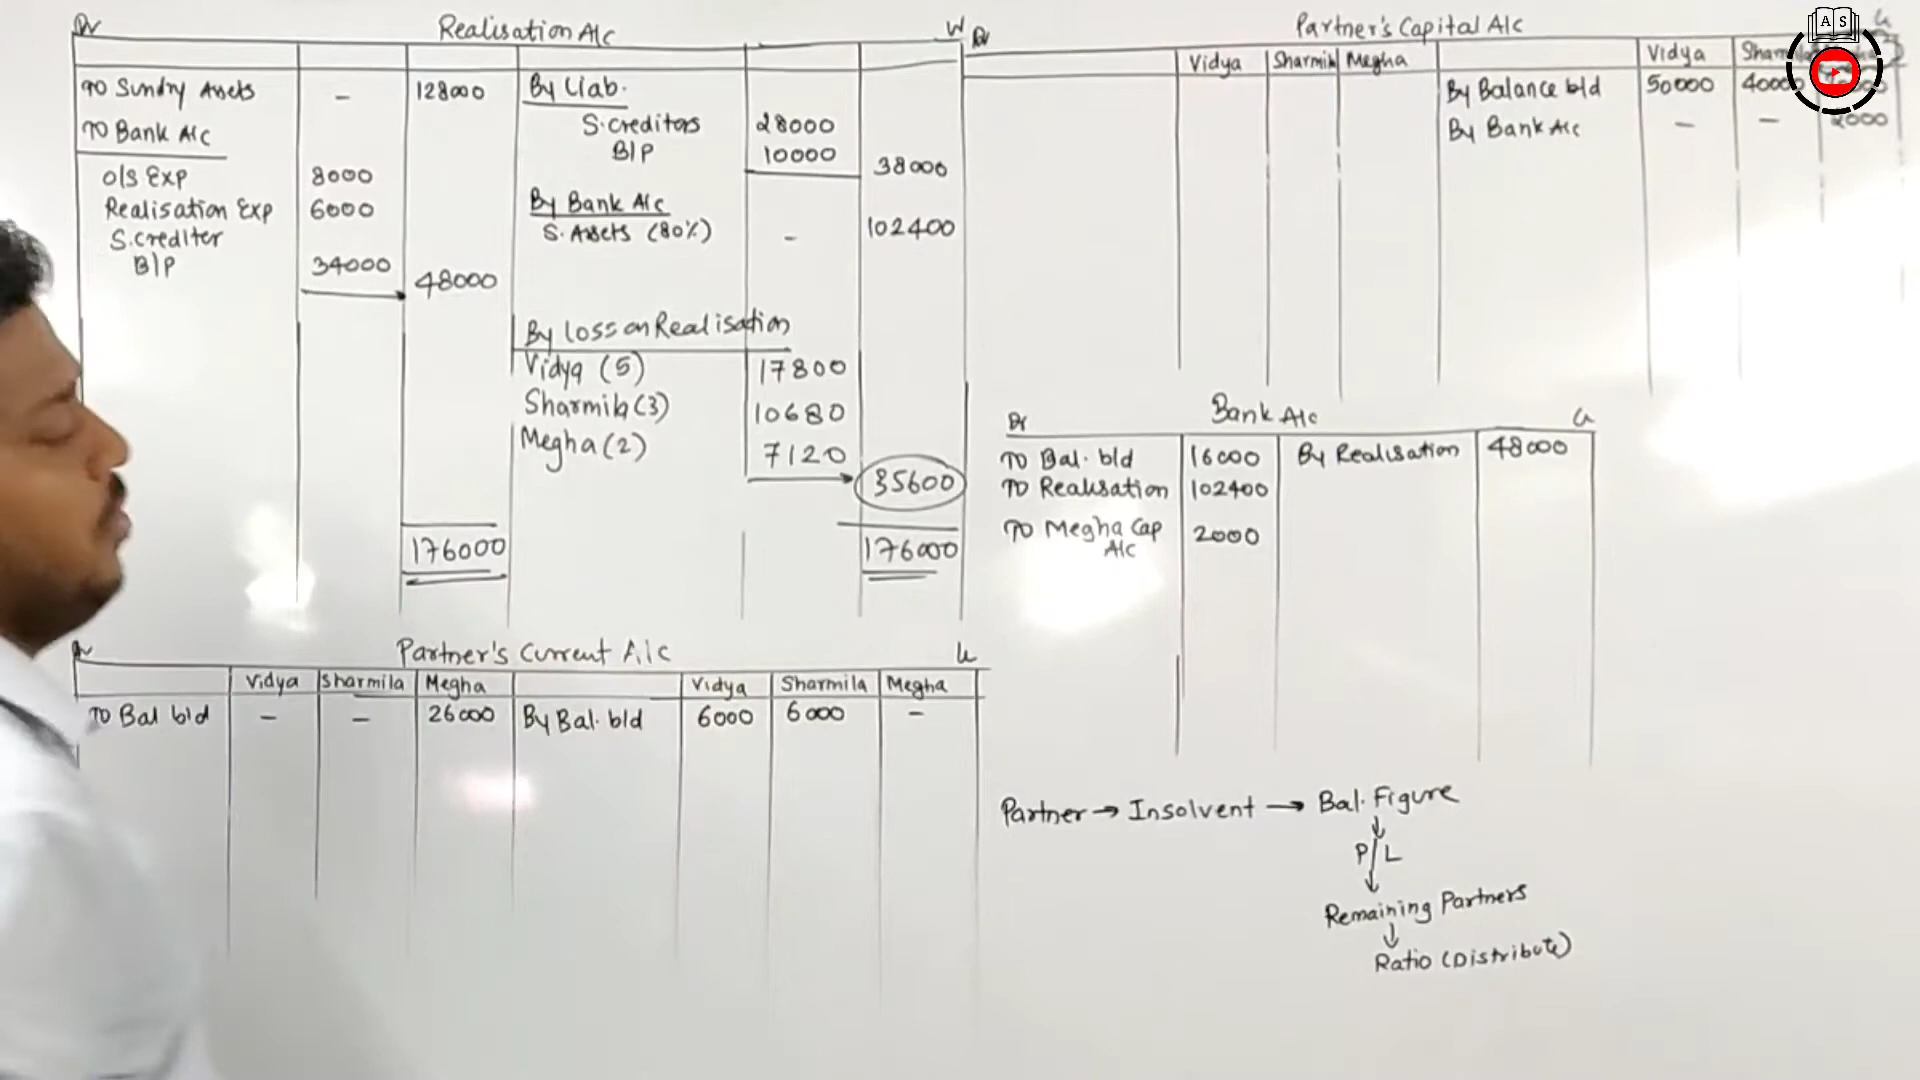 Dr Realisation A/c Cr
To Sundry Assets - 128000 By Liab.
To Bank A/c S.Creditors 28000
B/P 10000 38000
O/S Exp 8000
Realisation Exp 6000 By Bank A/c
S.Crediter S. Assets (80%) - 102400
B/P 34000 48000
By Loss on Realisation
Vidya (5) 17800
Sharmila (3) 10680
Megha (2) 7120 35600
176000 176000
Dr Partner's Capital A/c Cr
Vidya Sharmila Megha Vidya
By Balance b/d 50000 40000
By Bank A/c - - 2000
A S
Dr Bank A/c Cr
To Bal. b/d 16000 By Realisation 48000
To Realisation 102400
To Megha Cap 2000
A/c
Dr Partner's Current A/c Cr
Vidya Sharmila Megha Vidya Sharmila Megha
To Bal b/d - - 26000 By Bal. b/d 6000 6000 -
Partner → Insolvent → Bal. Figure
↓
P/L
↓
Remaining Partners
↓
Ratio (Distribute)